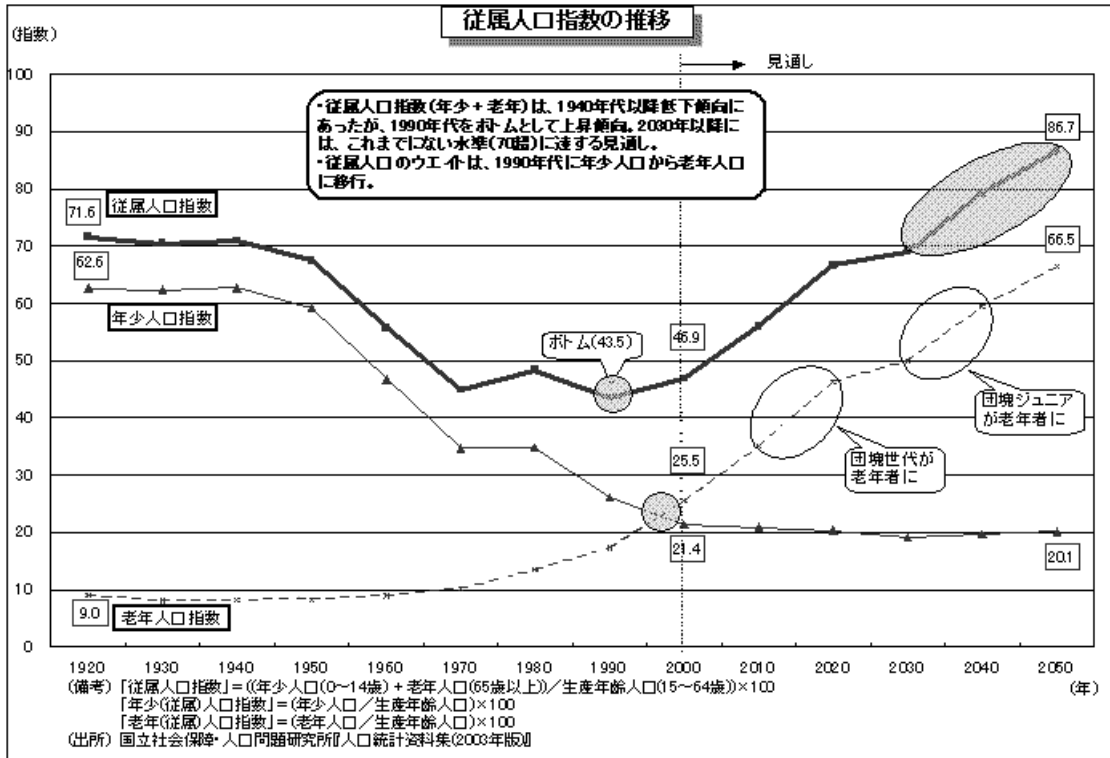 従属人口指数の推移
(指数)
見通し
100
90
80
70
60
50
40
30
20
10
0
・従属人口指数(年少+老年)は、1940年代以降低下傾向に
あったが、1990年代をボトムとして上昇傾向。2030年以降に
は、これまでにない水準(70超)に達する見通し。
・従属人口のウエイトは、1990年代に年少人口から老年人口
に移行。
86.7
71.6
従属人口指数
66.5
62.6
年少人口指数
ボトム(43.5)
46.9
団塊ジュニア
が老年者に
団塊世代が
老年者に
25.5
21.4
20.1
9.0
老年人口指数
1920 1930 1940 1950 1960 1970 1980 1990 2000 2010 2020 2030 2040 2050
(年)
(備考) 「従属人口指数」=((年少人口(0~14歳)+老年人口(65歳以上))/生産年齢人口(15~64歳))×100
「年少(従属)人口指数」=(年少人口/生産年齢人口)×100
「老年(従属)人口指数」=(老年人口/生産年齢人口)×100
(出所) 国立社会保障・人口問題研究所『人口統計資料集(2003年版)』